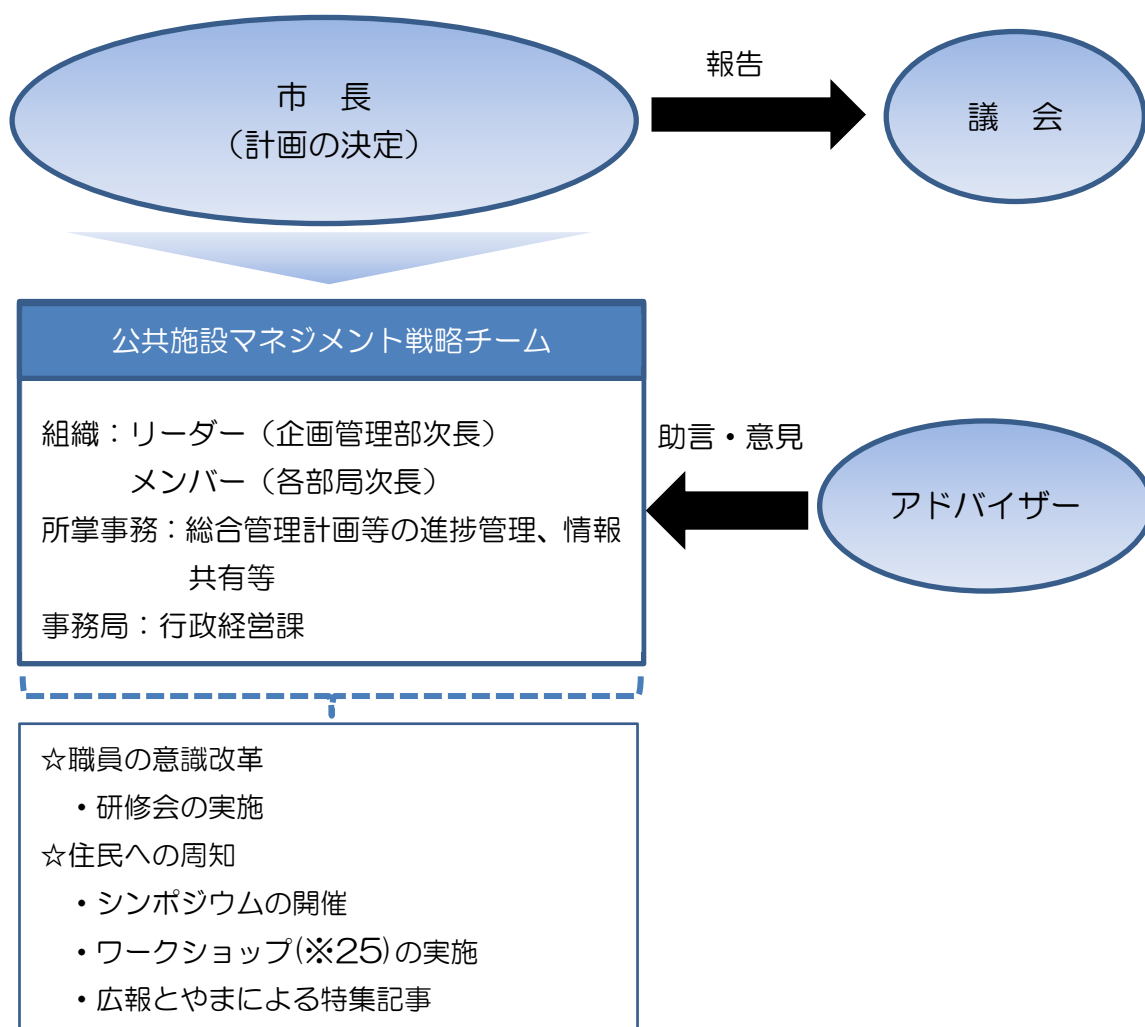 市　長
（計画の決定）
報告
議　会
公共施設マネジメント戦略チーム
組織：リーダー（企画管理部次長）
メンバー（各部局次長）
所掌事務：総合管理計画等の進捗管理、情報
共有等
事務局：行政経営課
助言・意見
アドバイザー
☆職員の意識改革
・研修会の実施
☆住民への周知
・シンポジウムの開催
・ワークショップ(※25)の実施
・広報とやまによる特集記事